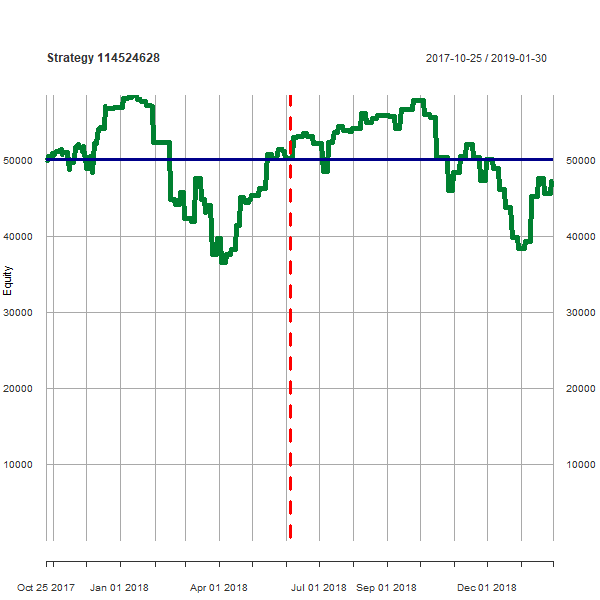 Strategy 114524628
2017-10-25 / 2019-01-30
50000
50000
40000
40000
Equity
30000
30000
20000
20000
10000
10000
Oct 25 2017
Jan 01 2018
Apr 01 2018
Jul 01 2018
Sep 01 2018
Dec 01 2018